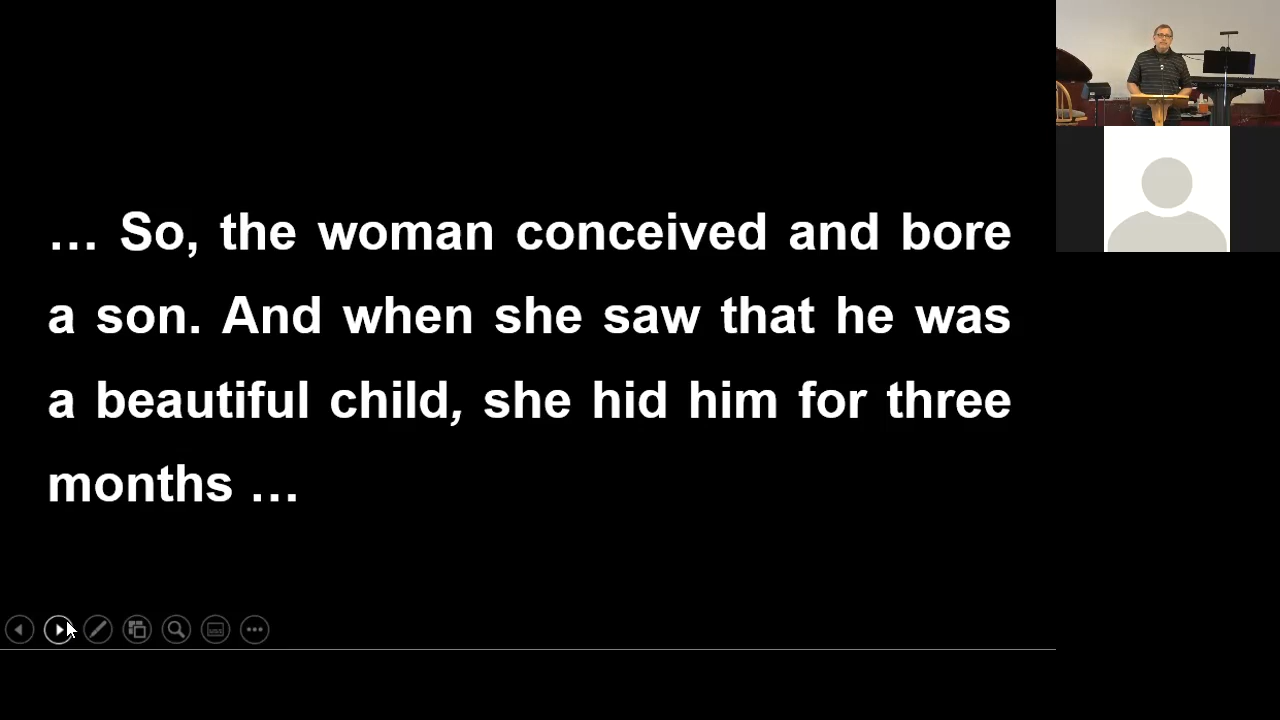 ... So, the woman conceived and bore
a son. And when she saw that he was
a beautiful child, she hid him for three
months ...